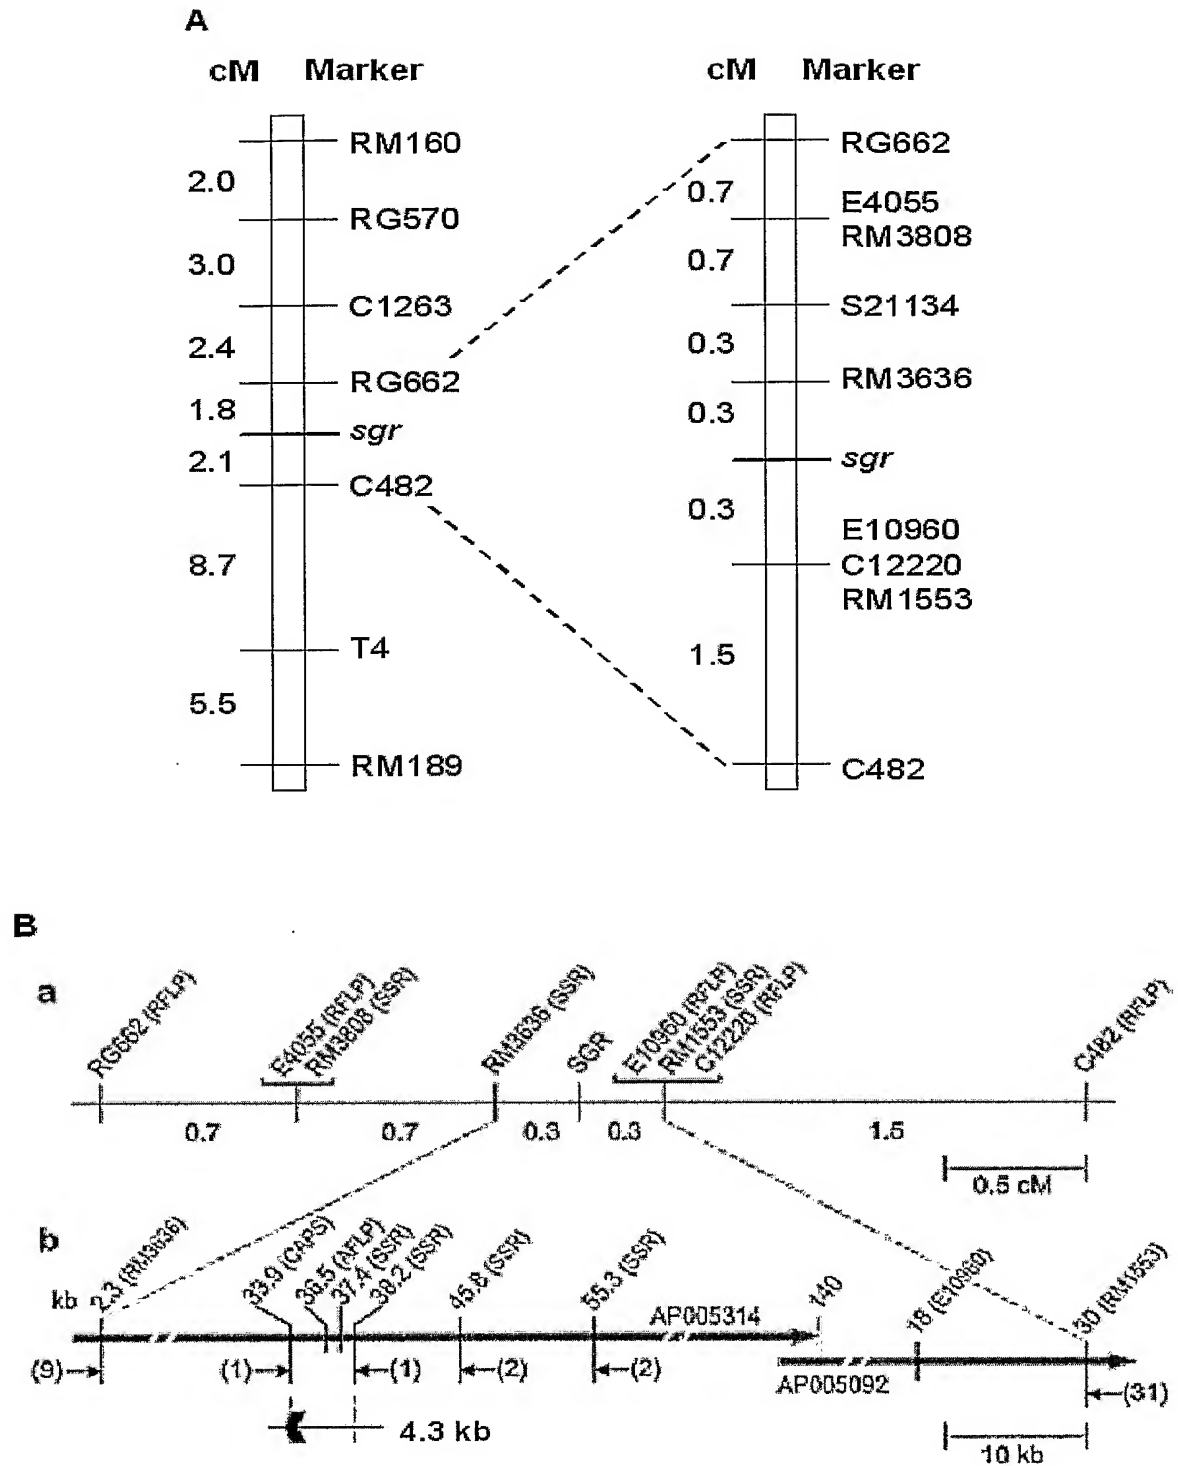 A
cM Marker
RM160
2.0
RG570
3.0
C1263
2.4
RG662
1.8
sgr
2.1
C482
8.7
T4
5.5
RM189
cM Marker
RG662
0.7
E4055
RM3808
0.7
S21134
0.3
RM3636
0.3
sgr
0.3
E10960
C12220
RM1553
1.5
C482
B
a
RG662 (RFLP)
E4055 (RFLP)
RM3808 (SSR)
RM3636 (SSR)
SGR
E10960 (RFLP)
RM1553 (SSR)
C12220 (RFLP)
C482 (RFLP)
0.7 0.7 0.3 0.3 1.5
0.5 cM
b
kb 2.3 (RM3636)
33.9 (CAPS)
36.5 (AFLP)
37.4 (SSR)
38.2 (SSR)
45.8 (SSR)
55.3 (SSR)
AP005314
140
18 (E10960)
30 (RM1553)
(9) (1) (1) (2) (2)
AP005092
(31)
4.3 kb
10 kb